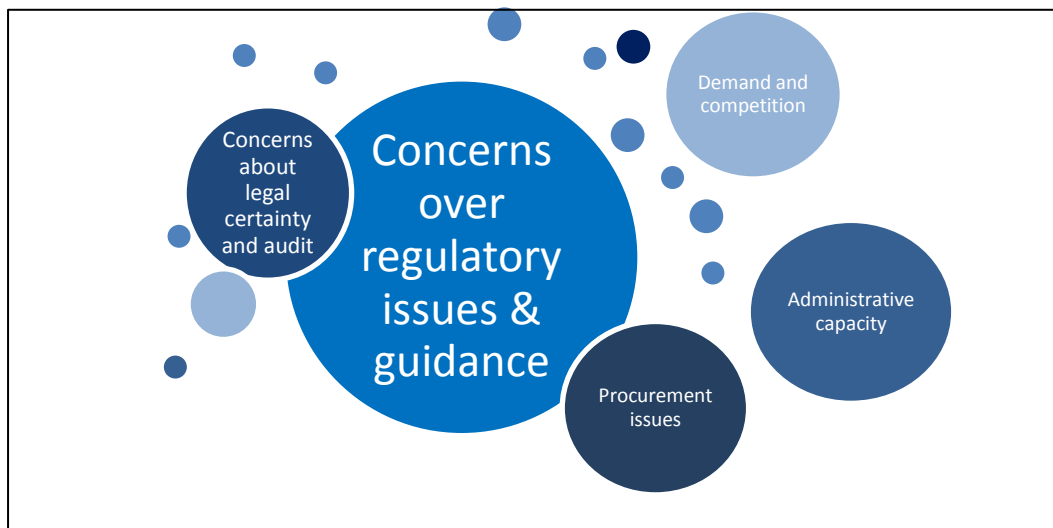 Concerns
about
legal
certainty
and audit
Concerns
over
regulatory
issues &
guidance
Demand and
competition
Administrative
capacity
Procurement
issues